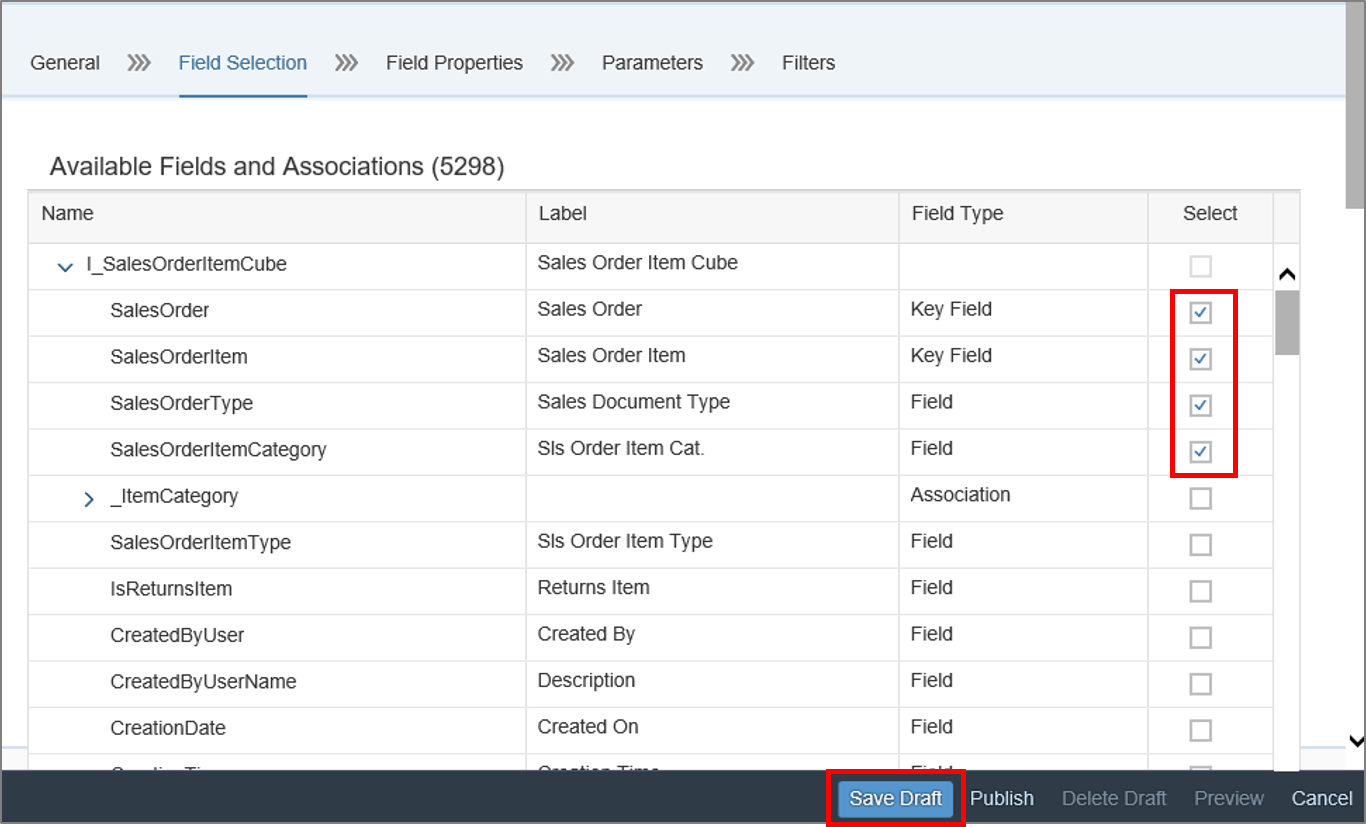 General Field Selection Field Properties Parameters Filters
Available Fields and Associations (5298)
Name Label Field Type Select
I_SalesOrderItemCube Sales Order Item Cube
SalesOrder Sales Order Key Field
SalesOrderItem Sales Order Item Key Field
SalesOrderType Sales Document Type Field
SalesOrderItemCategory Sls Order Item Cat. Field
_ItemCategory Association
SalesOrderItemType Sls Order Item Type Field
IsReturnsItem Returns Item Field
CreatedByUser Created By Field
CreatedByUserName Description Field
CreationDate Created On Field
Save Draft Publish Delete Draft Preview Cancel